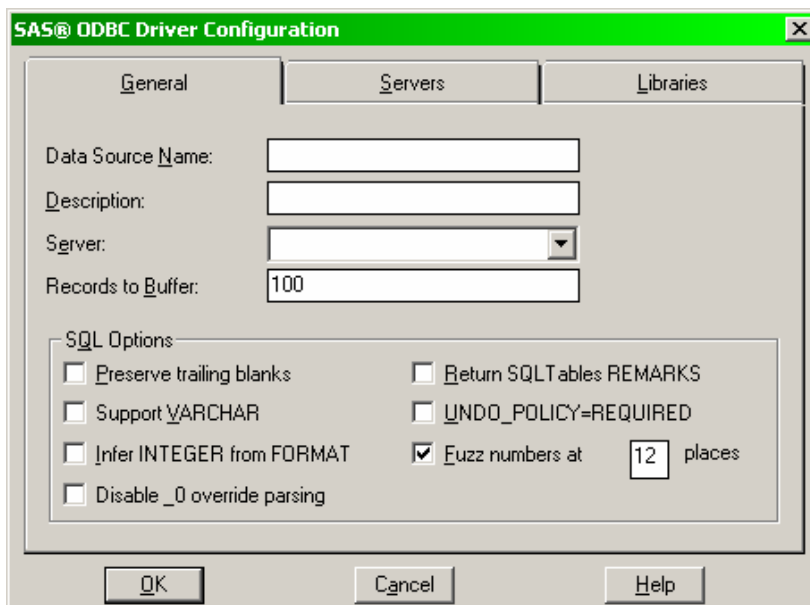 SAS® ODBC Driver Configuration
General Servers Libraries
Data Source Name:
Description:
Server:
Records to Buffer: 100
SQL Options
Preserve trailing blanks Return SQLTables REMARKS
Support VARCHAR UNDO_POLICY=REQUIRED
Infer INTEGER from FORMAT Fuzz numbers at 12 places
Disable _0 override parsing
OK Cancel Help